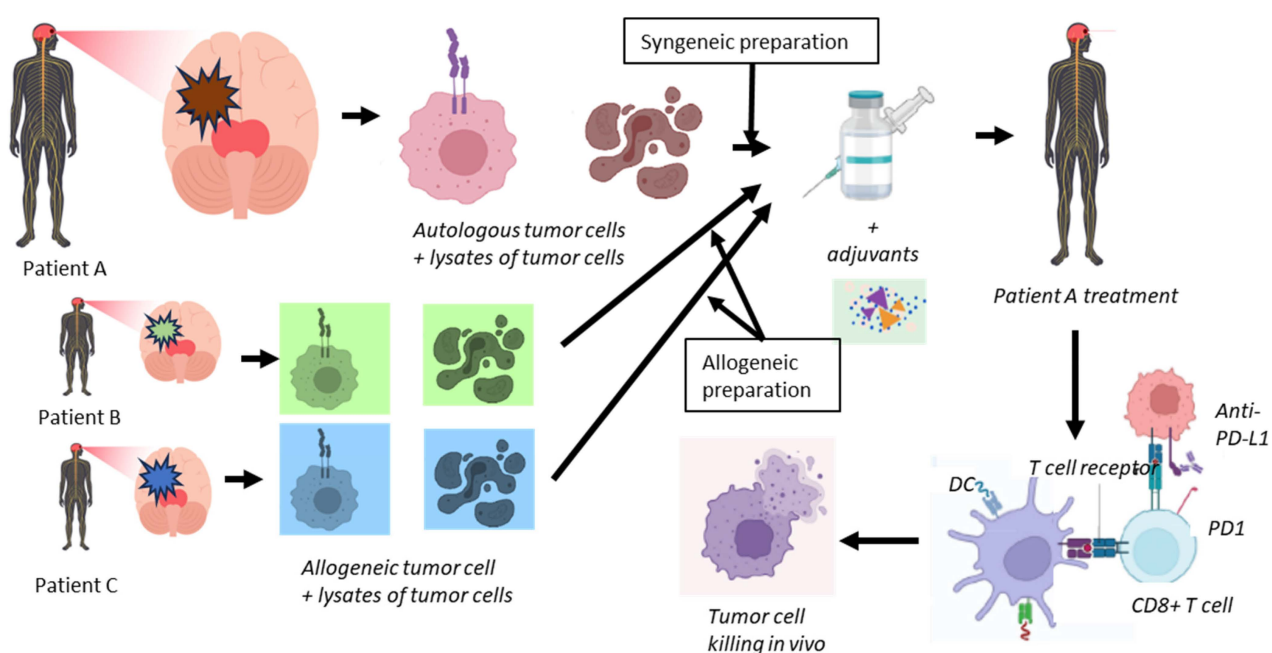 Syngeneic preparation
Autologous tumor cells
+ lysates of tumor cells
+
adjuvants
Patient A
Patient A treatment
Patient B
Allogeneic
preparation
Anti-
PD-L1
T cell receptor
DC
PD1
CD8+ T cell
Patient C
Allogeneic tumor cell
+ lysates of tumor cells
Tumor cell
killing in vivo